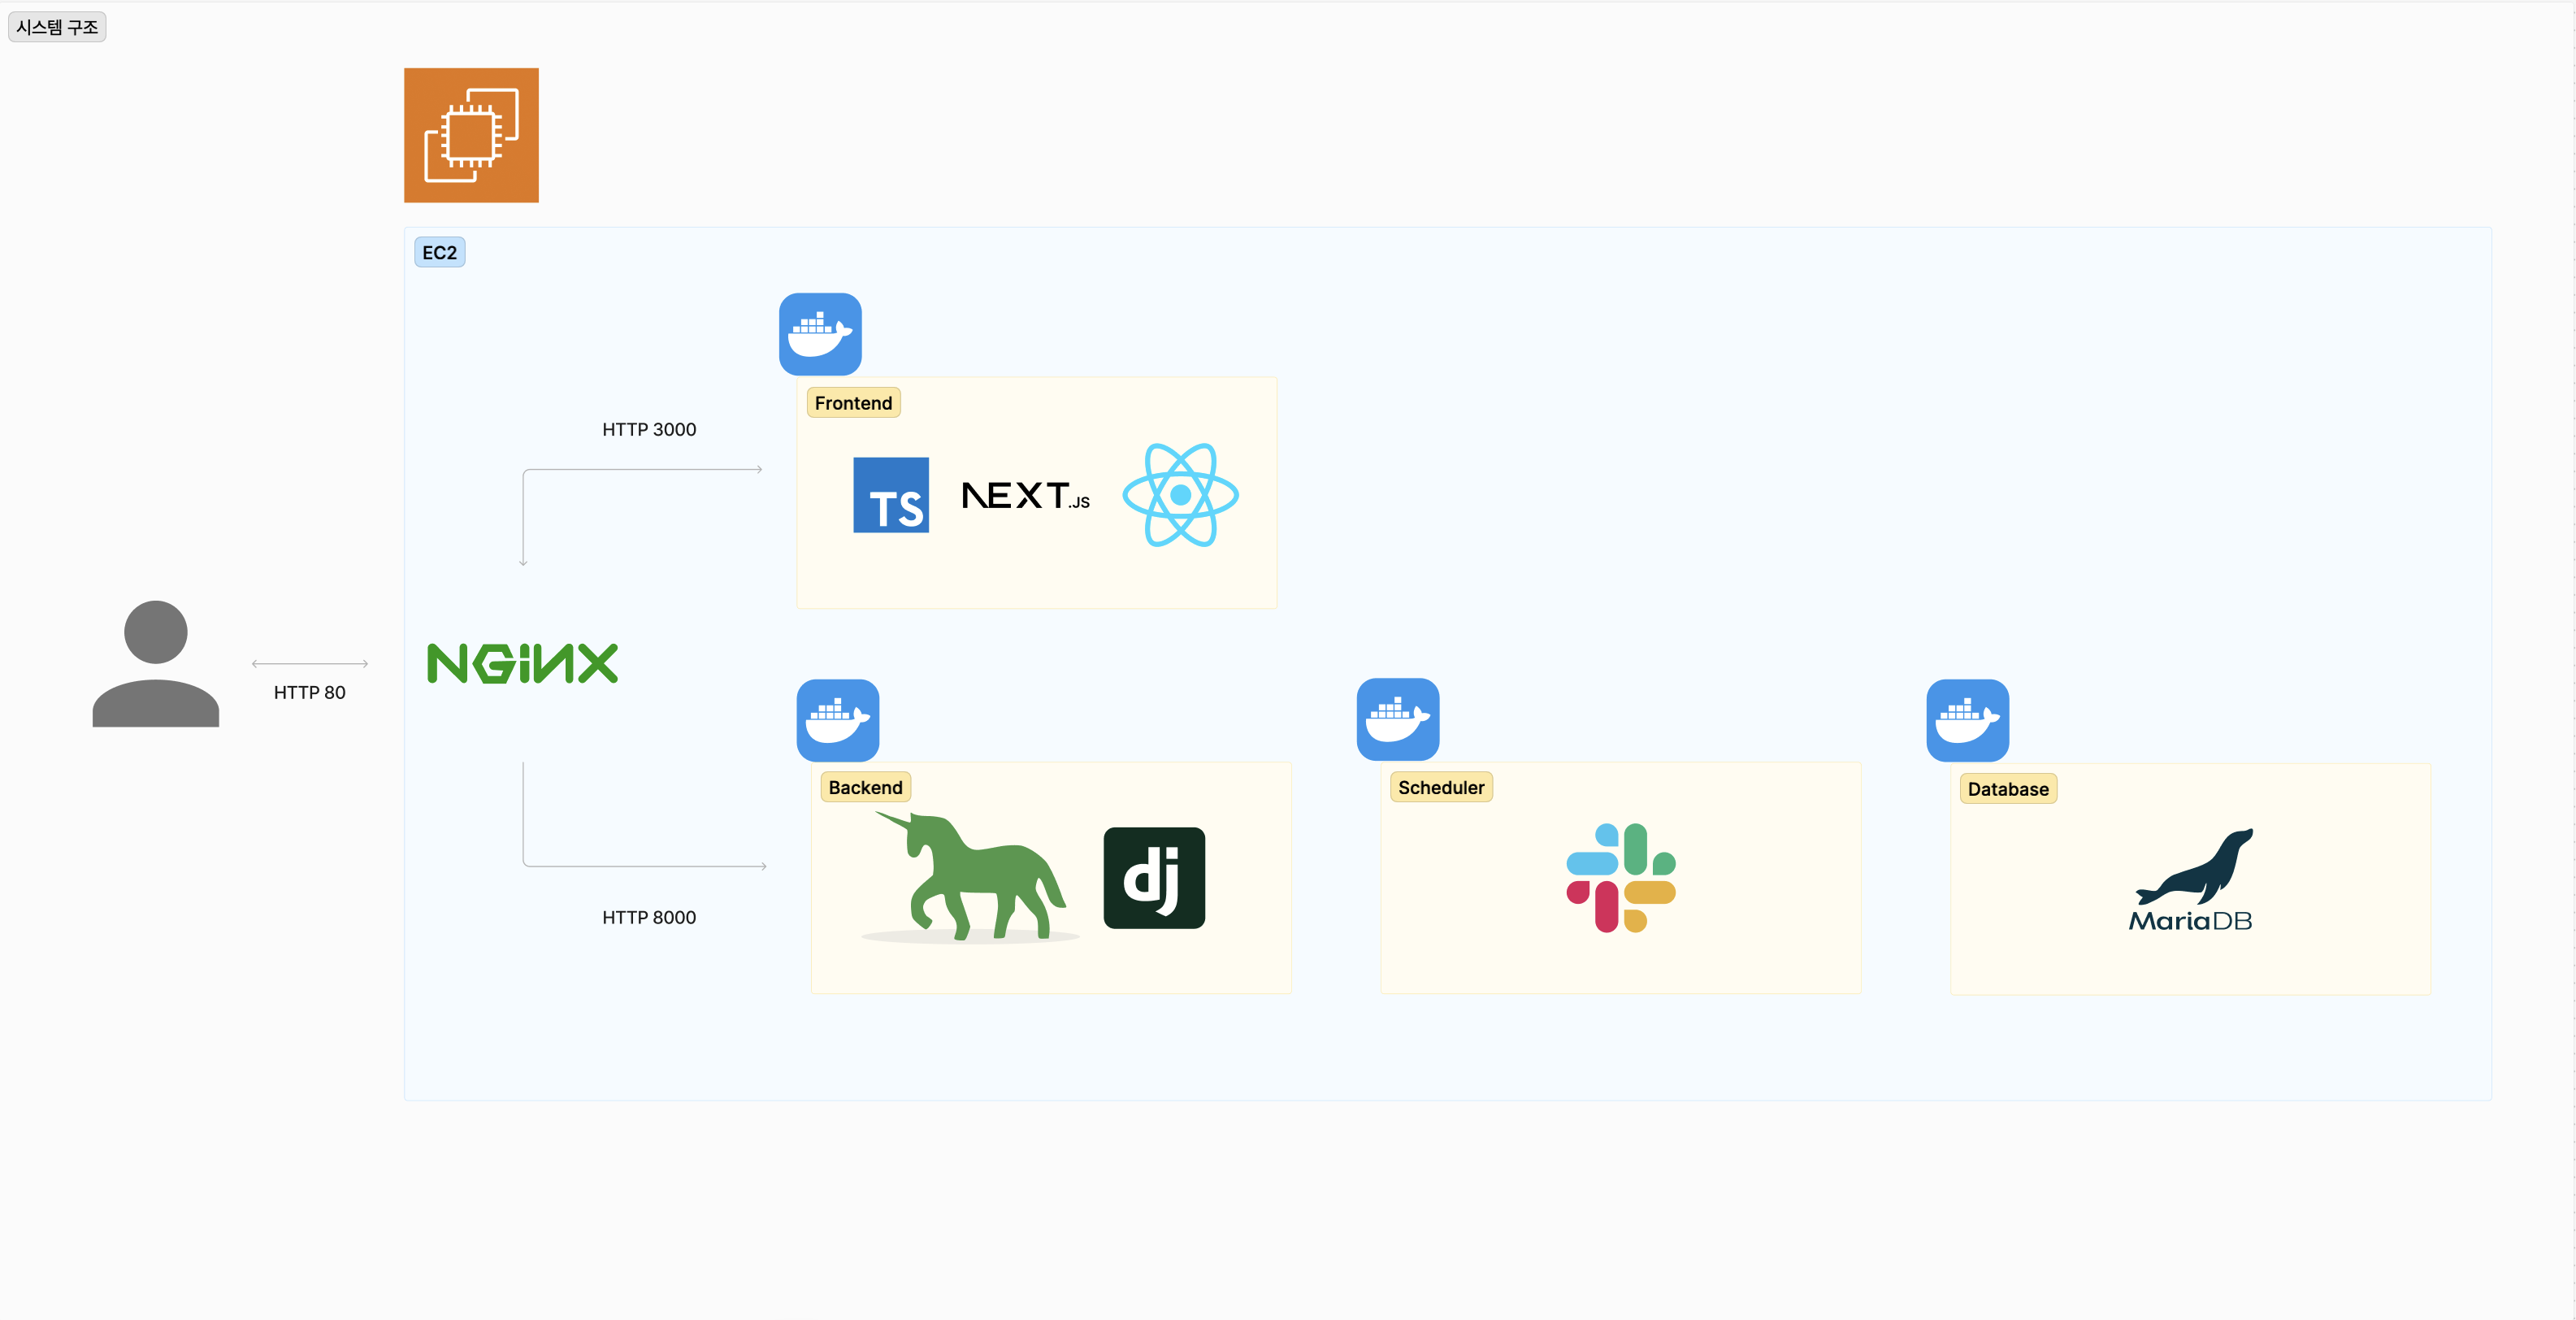 시스템 구조
EC2
Frontend
HTTP 3000
TS
NEXT.JS
HTTP 80
NGINX
Backend
Scheduler
Database
dj
MariaDB
HTTP 8000